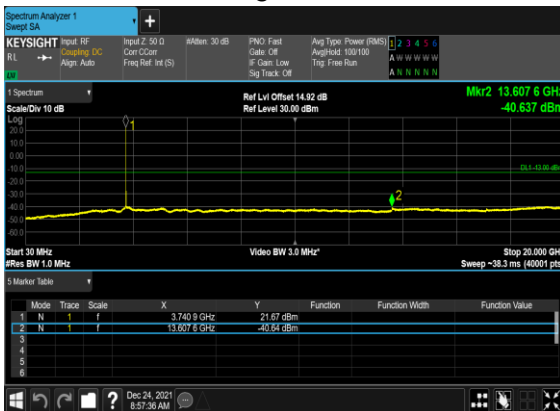 Spectrum Analyzer 1
Swept SA
KEYSIGHT
RL
LV
Input: RF
Coupling: DC
Align: Auto
Input Z: 50 Ω
Corr CCorr
Freq Ref: Int (S)
#Atten: 30 dB
PNO: Fast
Gate: Off
IF Gain: Low
Sig Track: Off
Avg Type: Power (RMS)
Avg|Hold: 100/100
Trig: Free Run
1 2 3 4 5 6
A W W W W W
A N N N N N
1 Spectrum
Scale/Div 10 dB
Ref Lvl Offset 14.92 dB
Ref Level 30.00 dBm
Mkr2 13.607 6 GHz
-40.637 dBm
Log
20.0
10.0
0.00
-10.0
-20.0
-30.0
-40.0
-50.0
-60.0
1
2
DL1 -13.00 dBm
Start 30 MHz
#Res BW 1.0 MHz
Video BW 3.0 MHz*
Stop 20.000 GHz
Sweep ~38.3 ms (40001 pts)
5 Marker Table
Mode Trace Scale X Y Function Function Width Function Value
1 N 1 f 3.740 9 GHz 21.67 dBm
2 N 1 f 13.607 6 GHz -40.64 dBm
3
4
5
6
?
Dec 24, 2021
8:57:36 AM